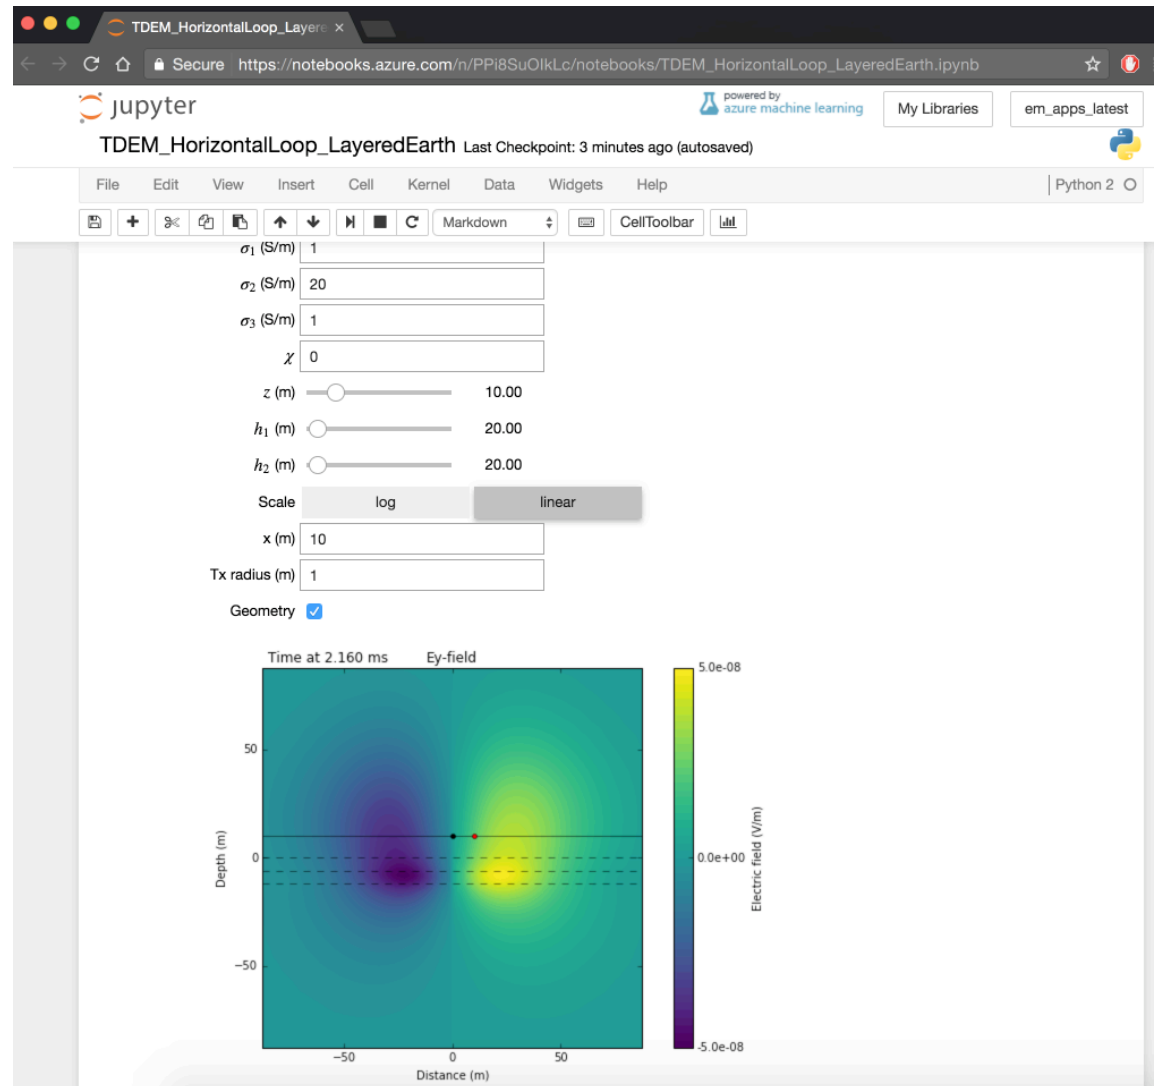 TDEM_HorizontalLoop_Layere
Secure https://notebooks.azure.com/n/PPi8SuOIkLc/notebooks/TDEM_HorizontalLoop_LayeredEarth.ipynb
jupyter
powered by
azure machine learning
My Libraries
em_apps_latest
TDEM_HorizontalLoop_LayeredEarth Last Checkpoint: 3 minutes ago (autosaved)
File Edit View Insert Cell Kernel Data Widgets Help Python 2
Markdown CellToolbar
σ1 (S/m) 1
σ2 (S/m) 20
σ3 (S/m) 1
χ 0
z (m) 10.00
h1 (m) 20.00
h2 (m) 20.00
Scale log linear
x (m) 10
Tx radius (m) 1
Geometry
Time at 2.160 ms Ey-field
5.0e-08
50
Depth (m)
0
0.0e+00
Electric field (V/m)
−50
-5.0e-08
−50 0 50
Distance (m)